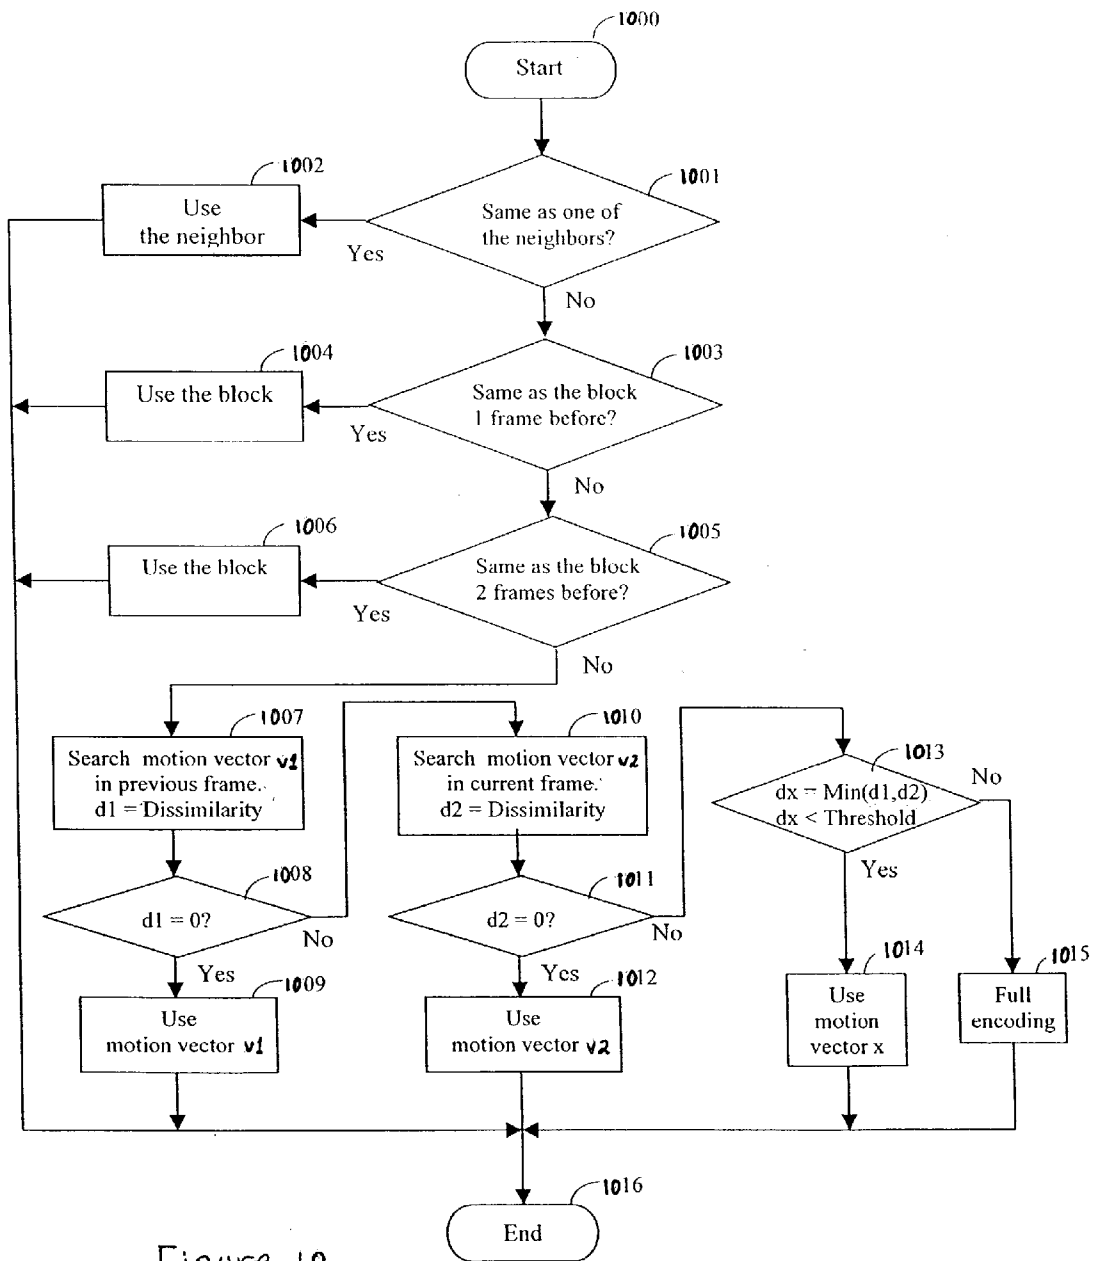 1000
Start
1002
1001
Use
the neighbor
Same as one of
the neighbors?
Yes
No
1004
1003
Use the block
Same as the block
1 frame before?
Yes
No
1006
1005
Use the block
Same as the block
2 frames before?
Yes
No
1007
1010
1013
Search motion vector v1
in previous frame.
d1 = Dissimilarity
Search motion vector v2
in current frame.
d2 = Dissimilarity
dx = Min(d1,d2)
dx < Threshold
No
Yes
1008
1011
d1 = 0?
No
d2 = 0?
No
Yes
Yes
1009
1012
1014
1015
Use
motion vector v1
Use
motion vector v2
Use
motion
vector x
Full
encoding
1016
End
Figure 10